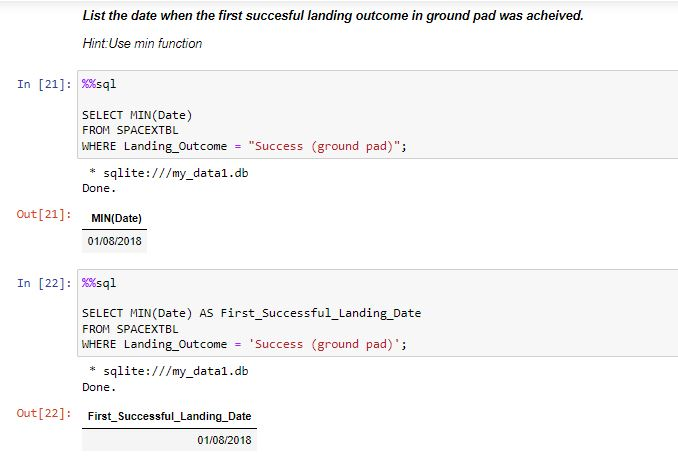 List the date when the first succesful landing outcome in ground pad was acheived.
Hint:Use min function
In [21]: %%sql
SELECT MIN(Date)
FROM SPACEXTBL
WHERE Landing_Outcome = "Success (ground pad)";
* sqlite:///my_data1.db
Done.
Out[21]: MIN(Date)
01/08/2018
In [22]: %%sql
SELECT MIN(Date) AS First_Successful_Landing_Date
FROM SPACEXTBL
WHERE Landing_Outcome = 'Success (ground pad)';
* sqlite:///my_data1.db
Done.
Out[22]: First_Successful_Landing_Date
01/08/2018